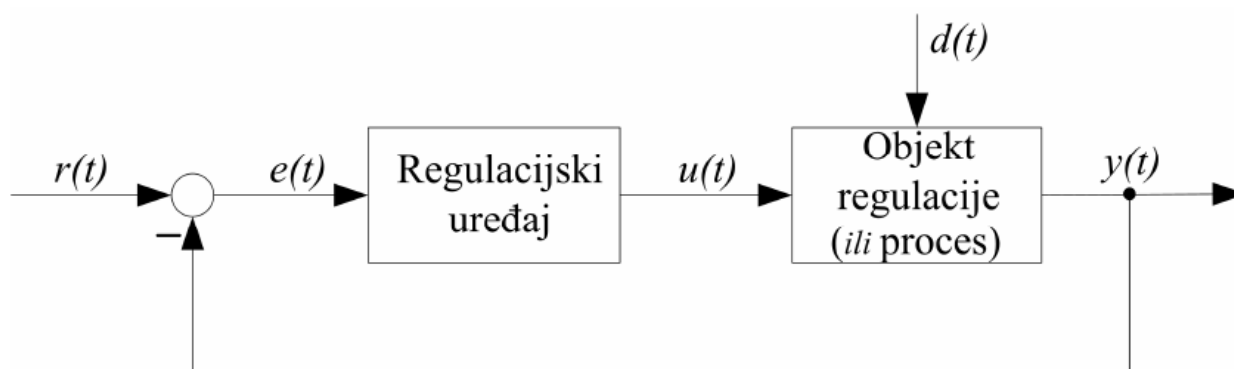 d(t)
r(t)
e(t)
Regulacijski
uređaj
u(t)
Objekt
regulacije
(ili proces)
y(t)
–